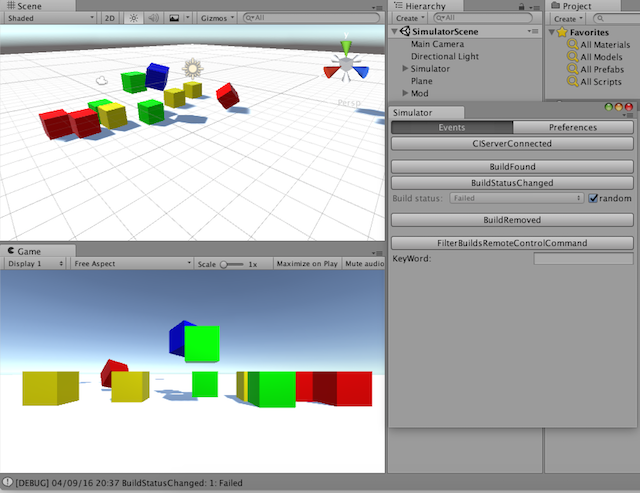 Scene
Shaded
2D
Gizmos
All
y
Persp
Game
Display 1
Free Aspect
Scale
1x
Maximize on Play
Mute audio
Hierarchy
Create
All
SimulatorScene
Main Camera
Directional Light
Simulator
Plane
Mod
Project
Create
Favorites
All Materials
All Models
All Prefabs
All Scripts
Simulator
Events
Preferences
CIServerConnected
BuildFound
BuildStatusChanged
Build status:
Failed
random
BuildRemoved
FilterBuildsRemoteControlCommand
KeyWord:
[DEBUG] 04/09/16 20:37 BuildStatusChanged: 1: Failed